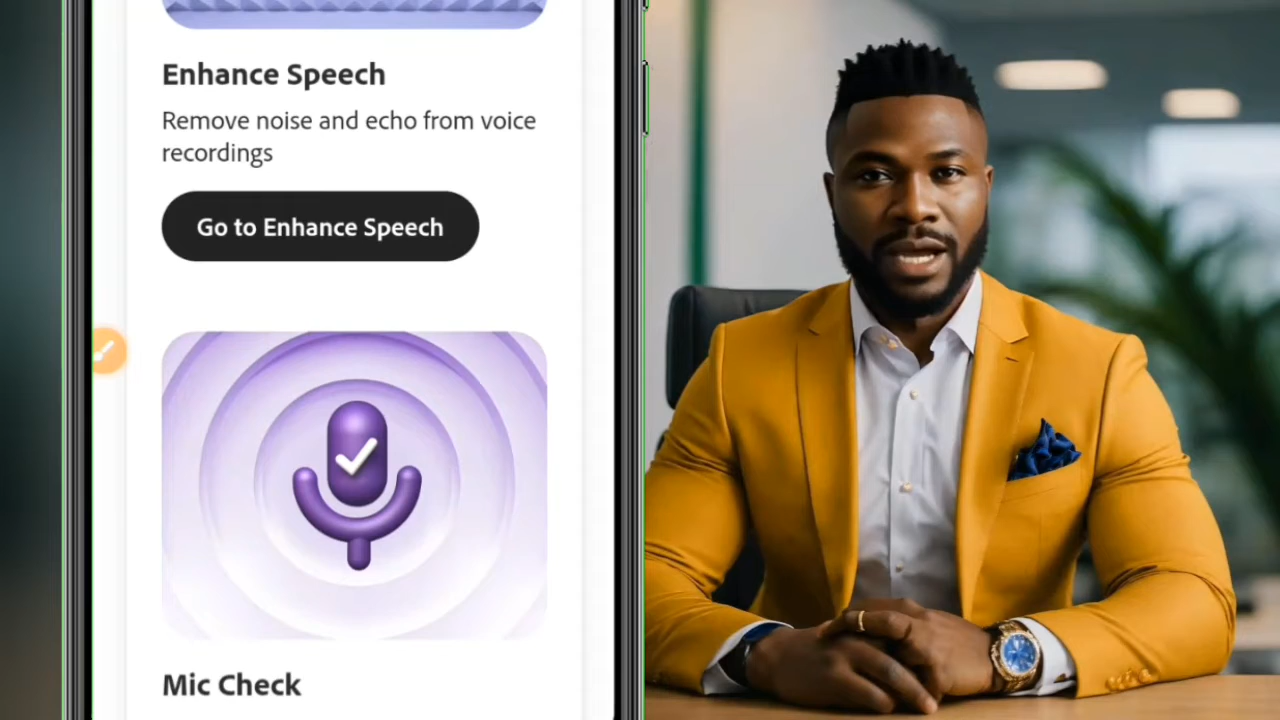 Enhance Speech
Remove noise and echo from voice
recordings
Go to Enhance Speech
Mic Check